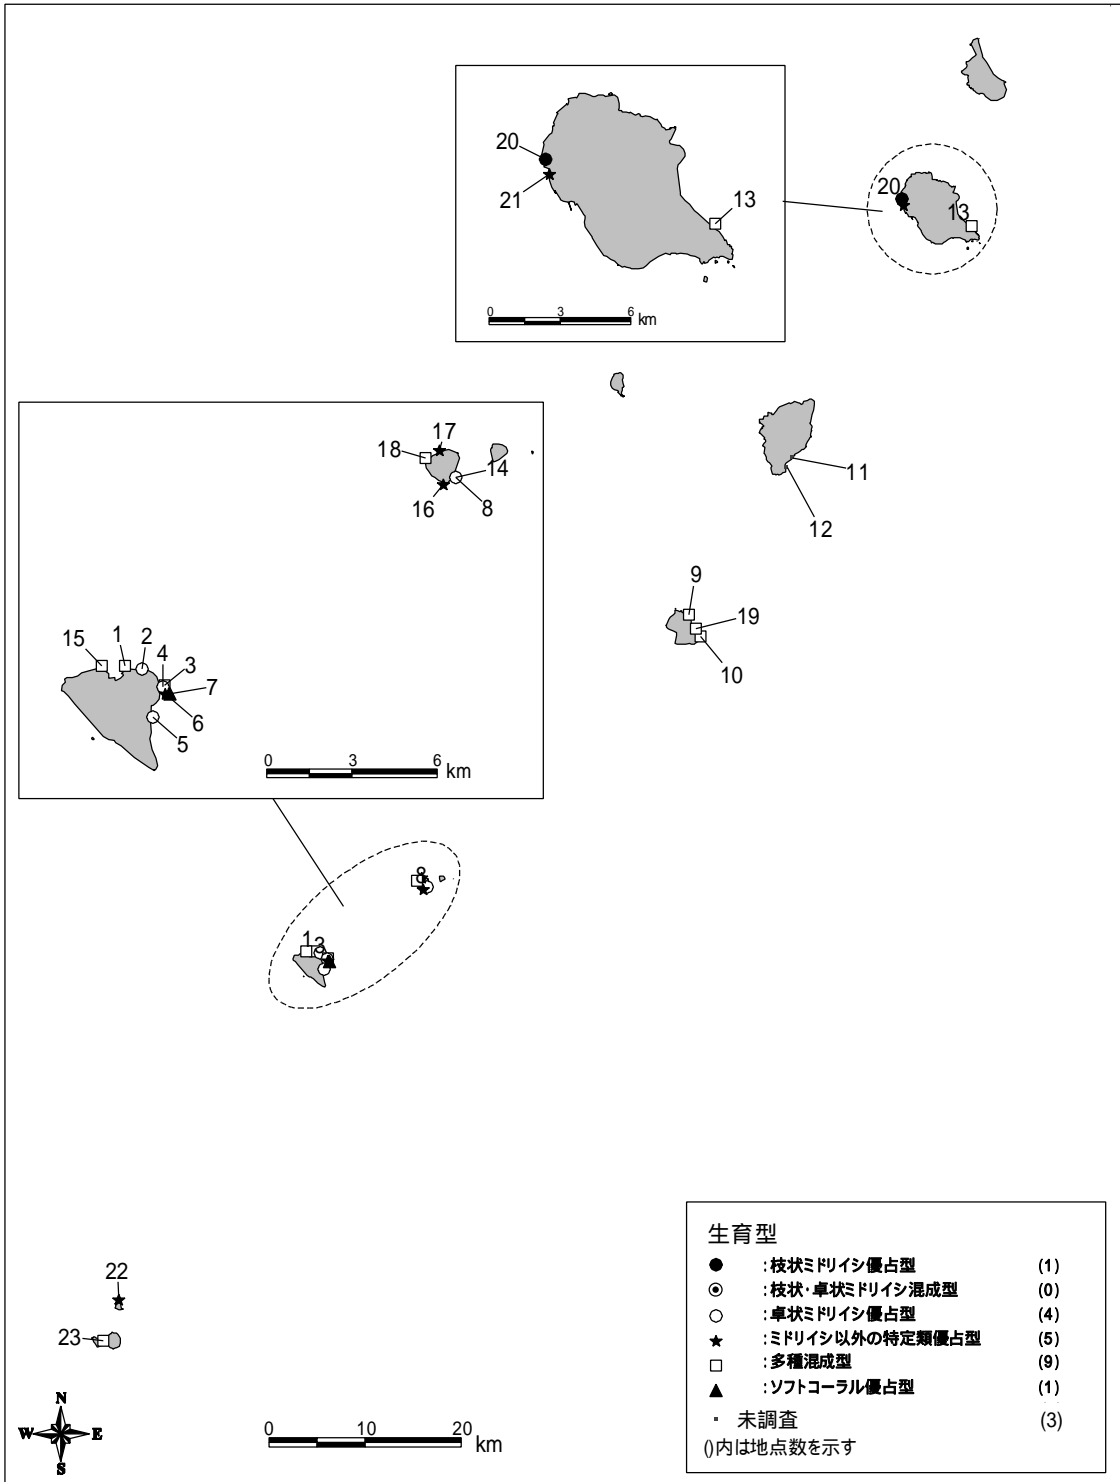 20
21
13
0 3 6
km
20
13
18
17
14
16
8
11
12
9
19
10
15
1
2
4
3
7
6
5
0 3 6
km
8
13
22
23
N
W E
S
0 10 20
km
生育型
● :枝状ミドリイシ優占型 (1)
◉ :枝状・卓状ミドリイシ混成型 (0)
○ :卓状ミドリイシ優占型 (4)
★ :ミドリイシ以外の特定類優占型 (5)
□ :多種混成型 (9)
▲ :ソフトコーラル優占型 (1)
▪ 未調査 (3)
()内は地点数を示す